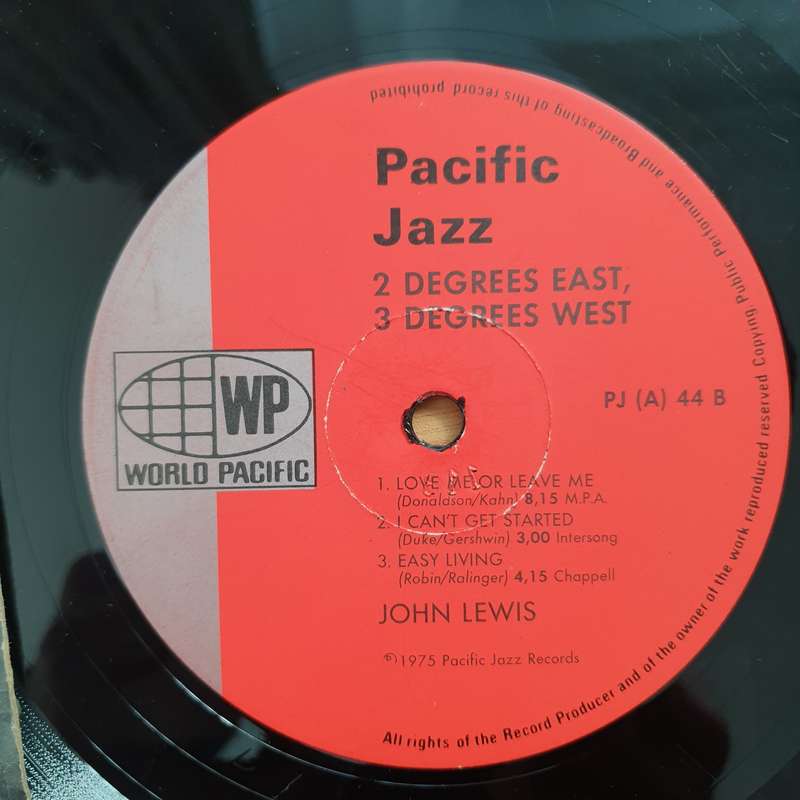 Pacific
Jazz
2 DEGREES EAST,
3 DEGREES WEST
PJ (A) 44 B
WP
WORLD PACIFIC
1. LOVE ME OR LEAVE ME
(Donaldson/Kahn) 8,15 M.P.A.
2. I CAN'T GET STARTED
(Duke/Gershwin) 3,00 Intersong
3. EASY LIVING
(Robin/Ralinger) 4,15 Chappell
JOHN LEWIS
℗1975 Pacific Jazz Records
All rights of the Record Producer and of the owner of the work reproduced reserved Copying, Public Performance and Broadcasting of this record prohibited